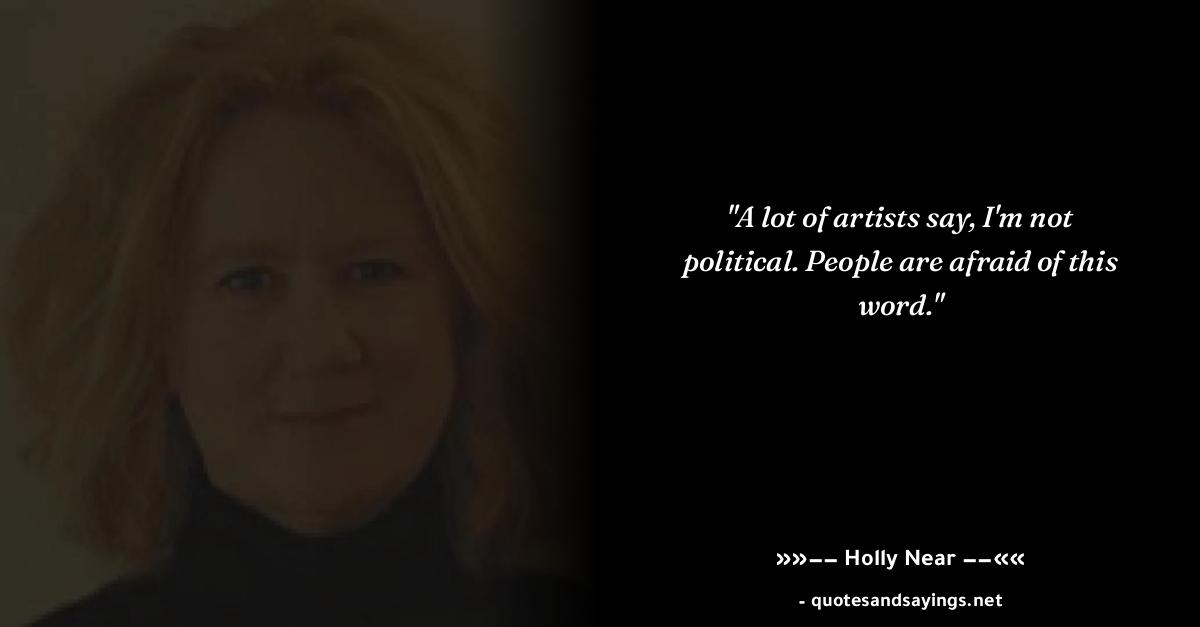 "A lot of artists say, I'm not
political. People are afraid of this
word."
»»−− Holly Near −−««
- quotesandsayings.net